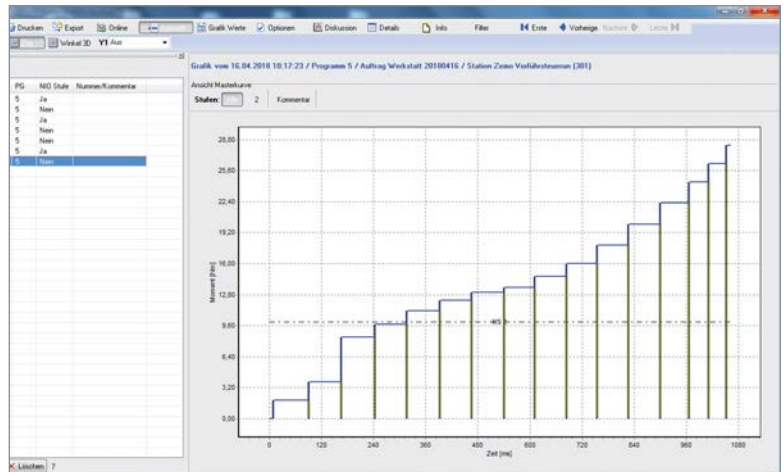 Drucken Export Online Grafik Werte Optionen Diskussion Details Info Filter Erste Vorherige Nächste Letzte
Winkel 3D Y1 Aus
Grafik vom 16.04.2018 10:17:23 / Programm 5 / Auftrag Werkstatt 20180416 / Station Zemo Vorführsteuerun (301)
PG NIO Stufe Nummer/Kommentar
5 Ja
5 Nein
5 Ja
5 Nein
5 Nein
5 Ja
5 Nein
Ansicht Masterkurve
Stufen: 2 Kommentar
28,80
25,60
22,40
19,20
16,00
12,80
9,60
6,40
3,20
0,00
Moment [Nm]
0 120 240 360 480 600 720 840 960 1080
Zeit [ms]
Löschen 7